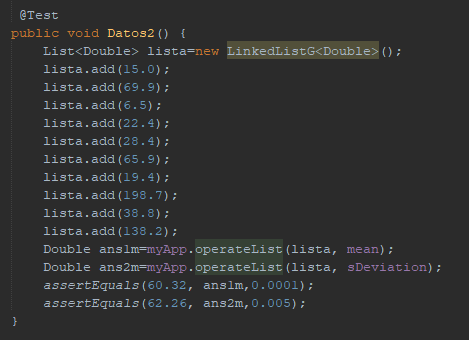 @Test
public void Datos2() {
List<Double> lista=new LinkedListG<Double>();
lista.add(15.0);
lista.add(69.9);
lista.add(6.5);
lista.add(22.4);
lista.add(28.4);
lista.add(65.9);
lista.add(19.4);
lista.add(198.7);
lista.add(38.8);
lista.add(138.2);
Double ans1m=myApp.operateList(lista, mean);
Double ans2m=myApp.operateList(lista, sDeviation);
assertEquals(60.32, ans1m,0.0001);
assertEquals(62.26, ans2m,0.005);
}